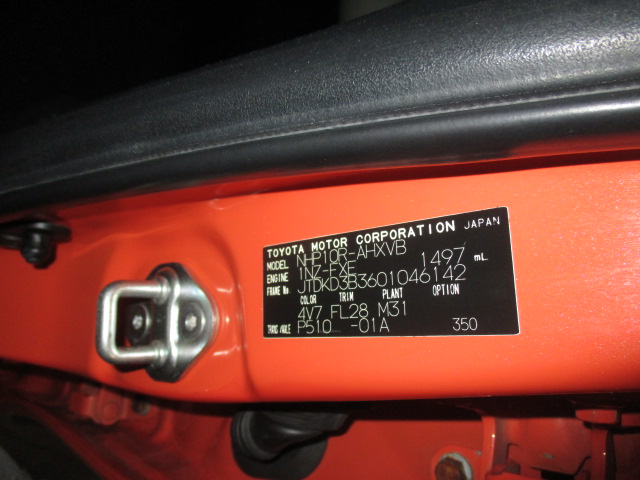 TOYOTA MOTOR CORPORATION JAPAN
MODEL NHP10R-AHXVB
ENGINE 1NZ-FXE 1497 mL
FRAME No. JTDKD3B3601046142
COLOR TRIM PLANT OPTION
4V7 FL28 M31
TRANS/AXLE P510 -01A 350